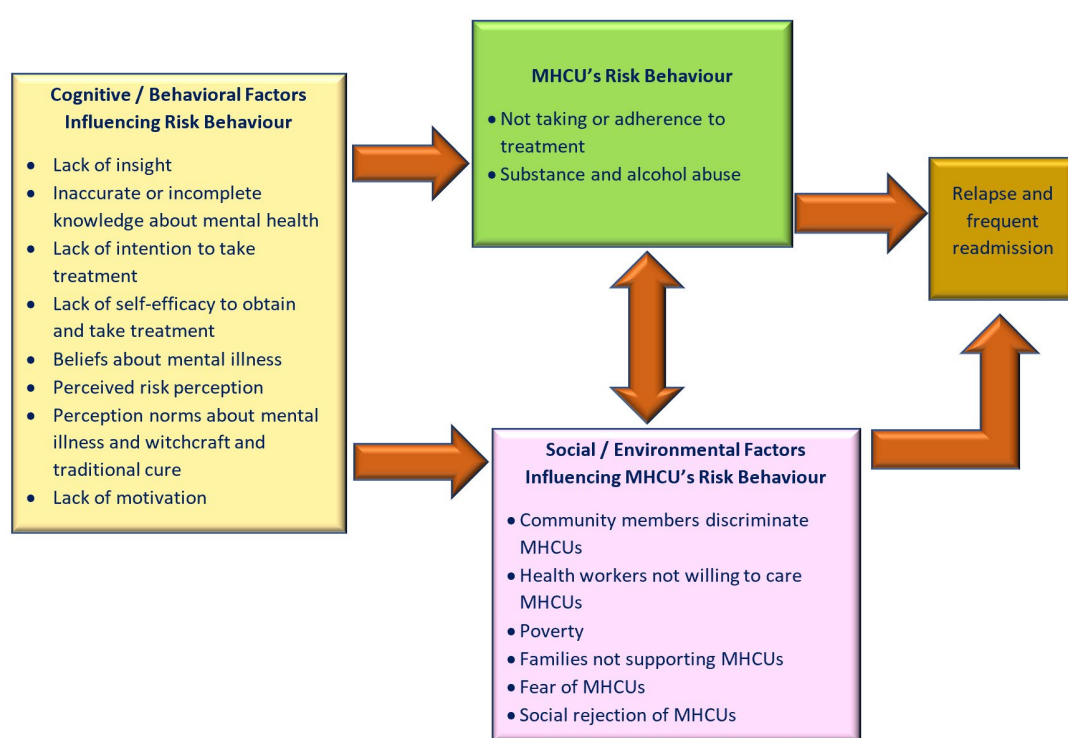 Cognitive / Behavioral Factors
Influencing Risk Behaviour
• Lack of insight
• Inaccurate or incomplete
knowledge about mental health
• Lack of intention to take
treatment
• Lack of self-efficacy to obtain
and take treatment
• Beliefs about mental illness
• Perceived risk perception
• Perception norms about mental
illness and witchcraft and
traditional cure
• Lack of motivation
MHCU's Risk Behaviour
• Not taking or adherence to
treatment
• Substance and alcohol abuse
Social / Environmental Factors
Influencing MHCU's Risk Behaviour
• Community members discriminate
MHCUs
• Health workers not willing to care
MHCUs
• Poverty
• Families not supporting MHCUs
• Fear of MHCUs
• Social rejection of MHCUs
Relapse and
frequent
readmission